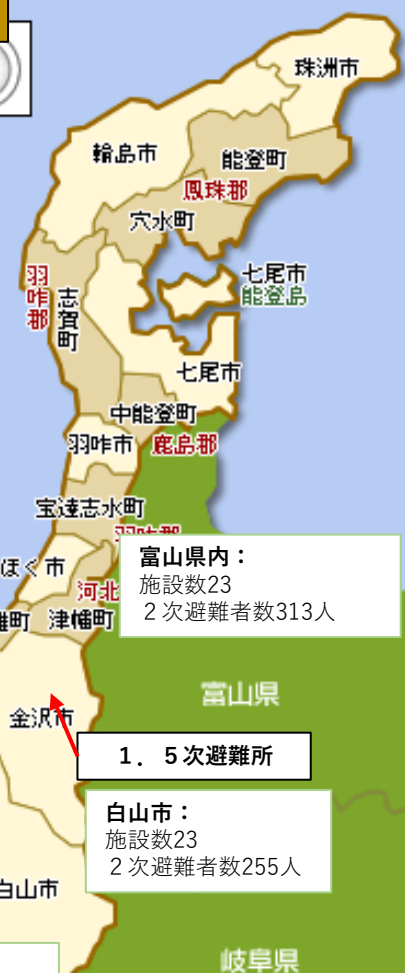 珠洲市
輪島市
能登町
鳳珠郡
穴水町
羽咋郡
志賀町
七尾市
能登島
七尾市
中能登町
羽咋市
鹿島郡
宝達志水町
富山県内：
施設数23
２次避難者数313人
ほく市
河北
津幡町
富山県
金沢市
１．５次避難所
白山市：
施設数23
２次避難者数255人
白山市
岐阜県